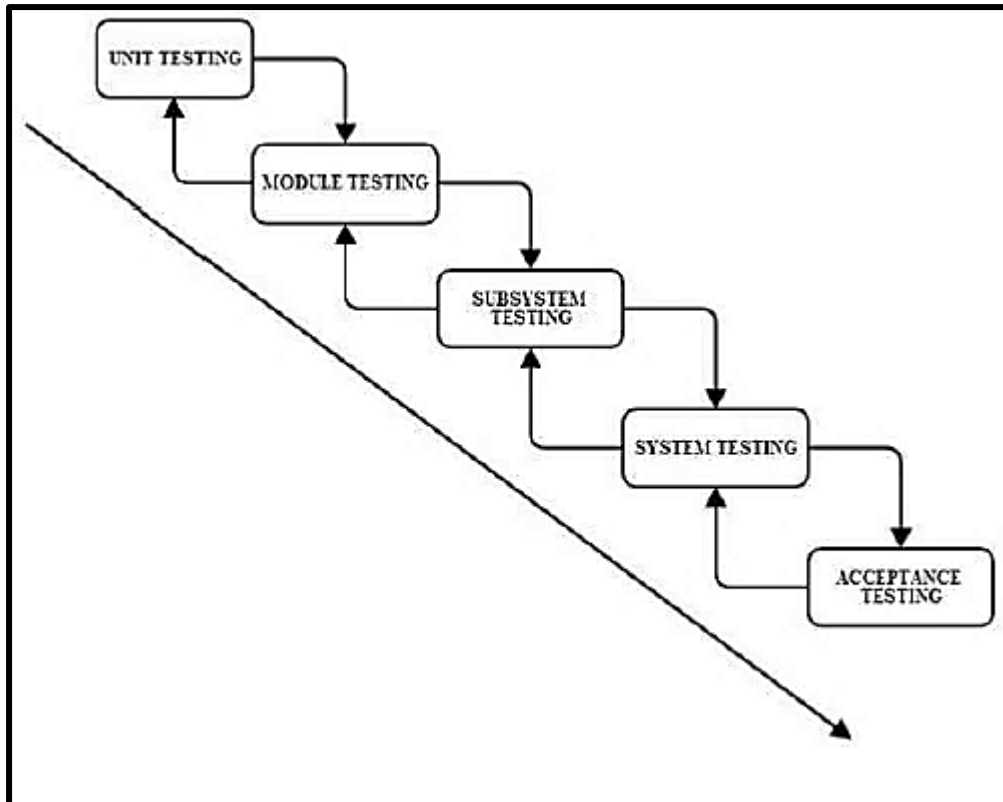 UNIT TESTING
MODULE TESTING
SUBSYSTEM
TESTING
SYSTEM TESTING
ACCEPTANCE
TESTING